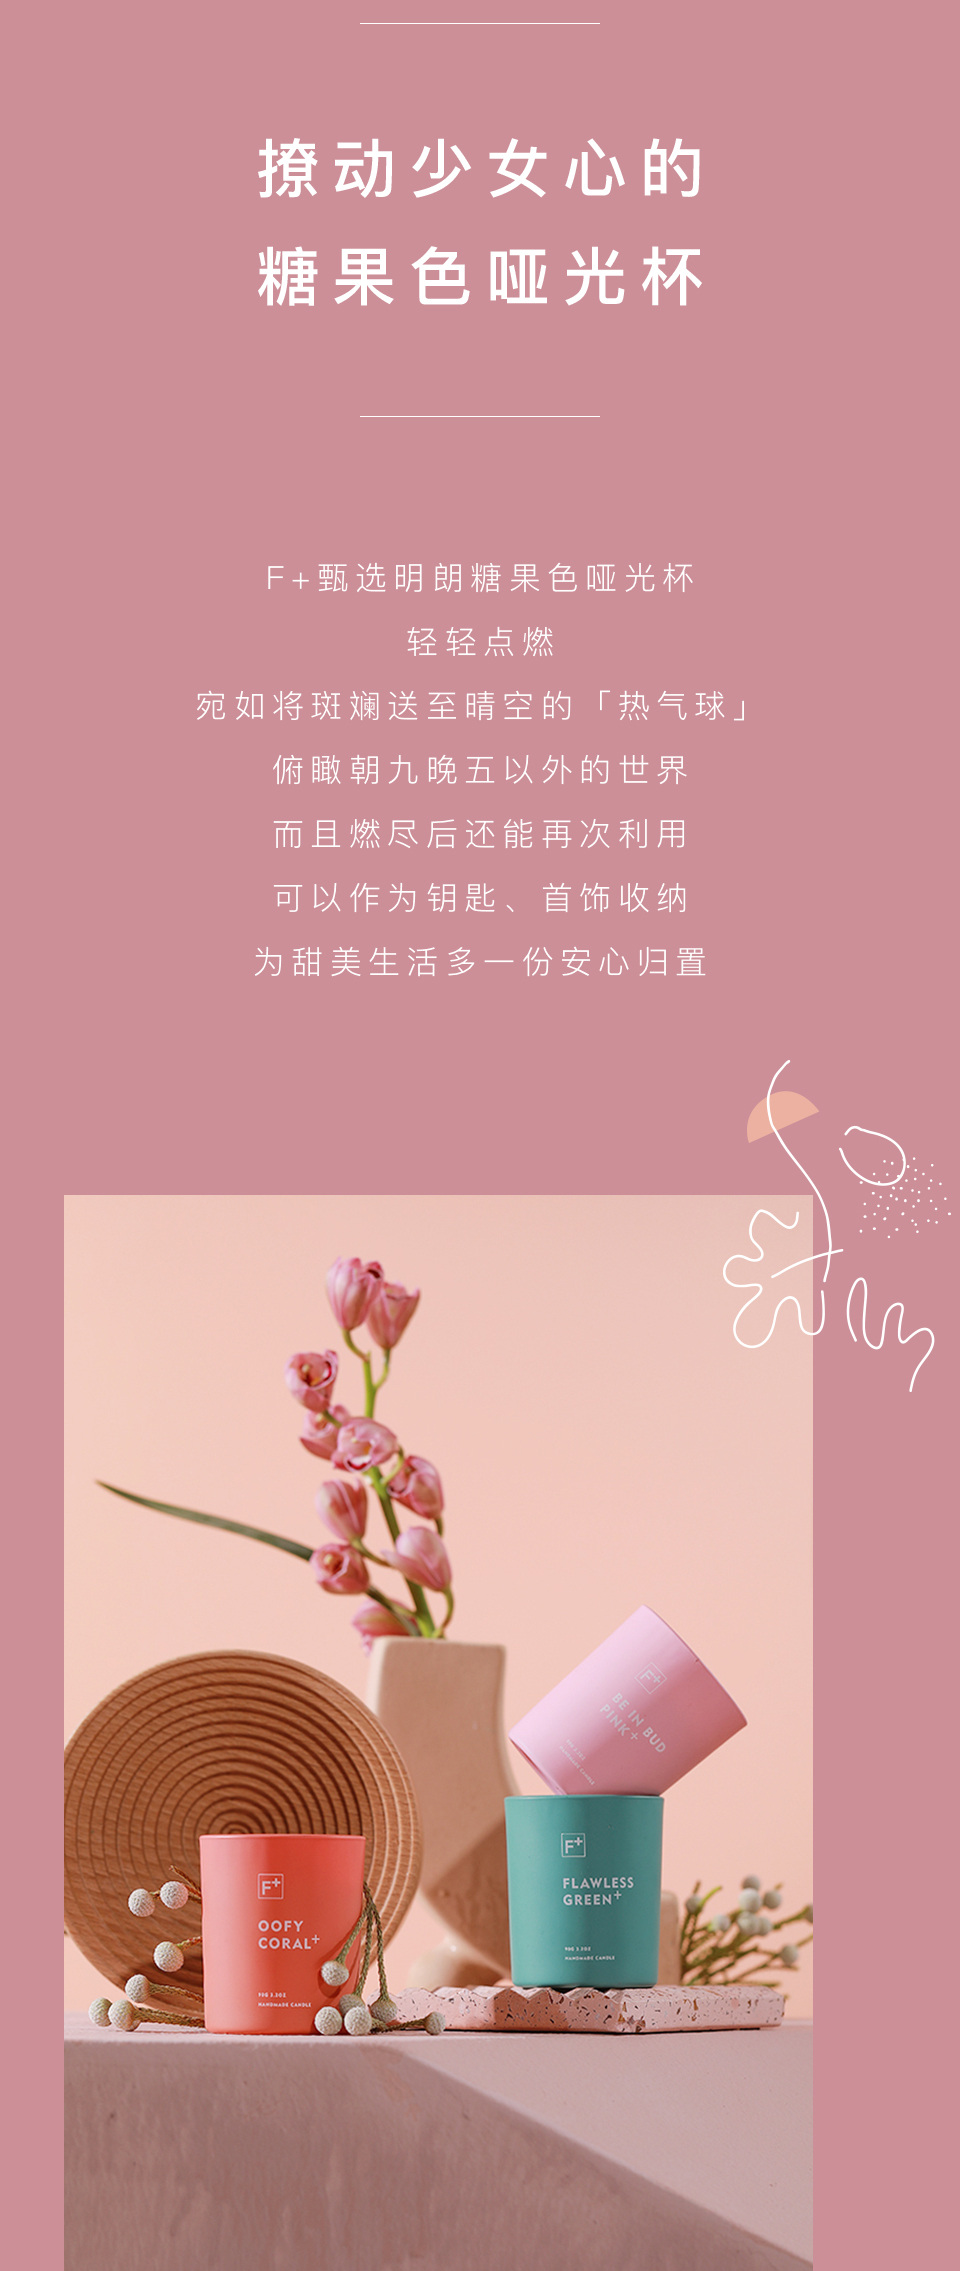 撩动少女心的
糖果色哑光杯
F+甄选明朗糖果色哑光杯
轻轻点燃
宛如将斑斓送至晴空的「热气球」
俯瞰朝九晚五以外的世界
而且燃尽后还能再次利用
可以作为钥匙、首饰收纳
为甜美生活多一份安心归置
F+
BE IN BUD
PINK+
F+
FLAWLESS
GREEN+
90G 3.2OZ
HANDMADE CANDLE
F+
OOFY
CORAL+
90G 3.2OZ
HANDMADE CANDLE